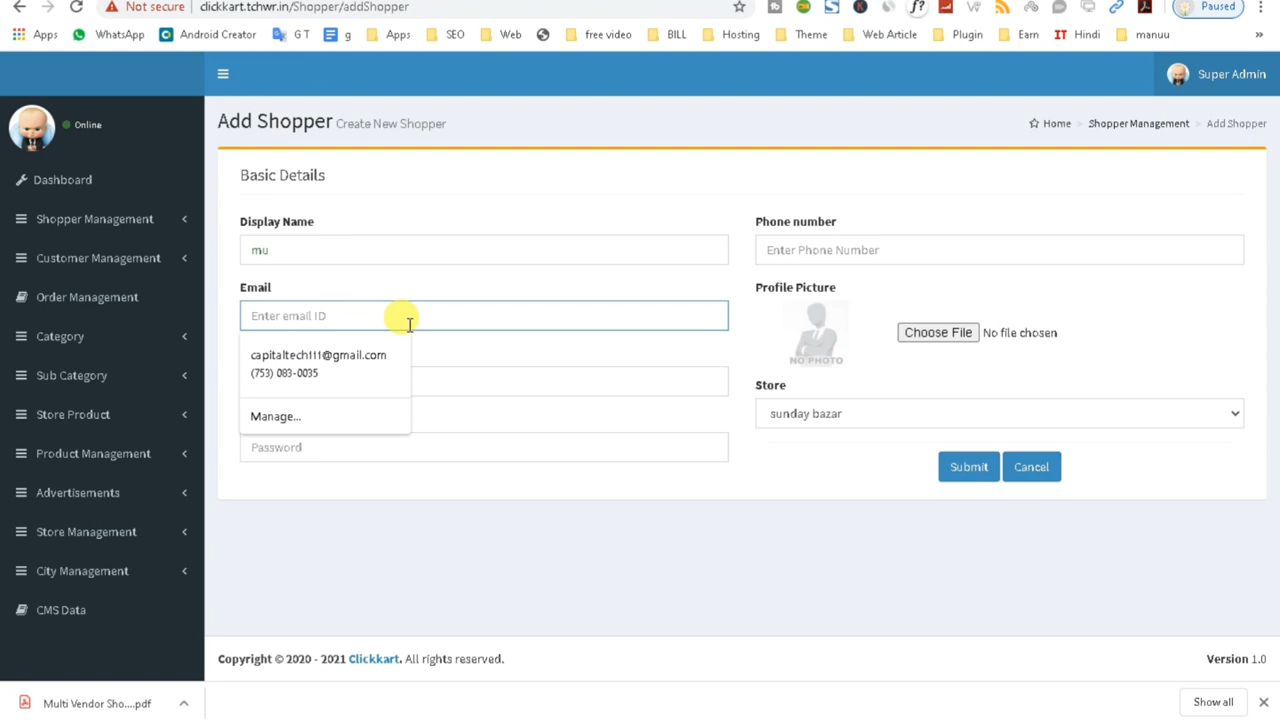 Not secure clickkart.tchwr.in/Shopper/addShopper Paused
Apps WhatsApp Android Creator G T g Apps SEO Web free video BILL Hosting Theme Web Article Plugin Earn IT Hindi manuu »
Super Admin
Online
Add Shopper Create New Shopper
Home > Shopper Management > Add Shopper
Dashboard
Shopper Management
Customer Management
Order Management
Category
Sub Category
Store Product
Product Management
Advertisements
Store Management
City Management
CMS Data
Basic Details
Display Name
mu
Email
Enter email ID
capitaltech111@gmail.com
(753) 083-0035
Manage...
Password
Phone number
Enter Phone Number
Profile Picture
NO PHOTO
Choose File No file chosen
Store
sunday bazar
Submit Cancel
Copyright © 2020 - 2021 Clickkart. All rights reserved.
Version 1.0
Multi Vendor Sho....pdf
Show all